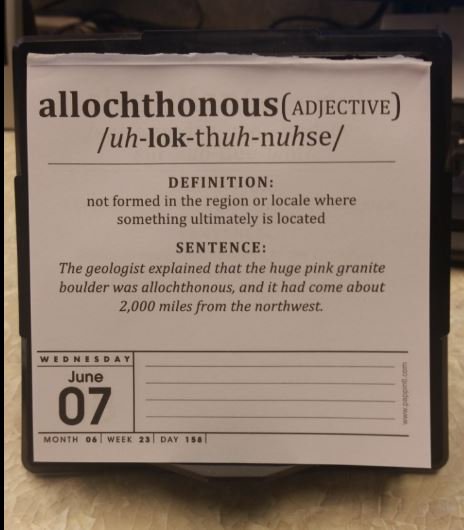 allochthonous(ADJECTIVE)
/uh-lok-thuh-nuhse/
DEFINITION:
not formed in the region or locale where
something ultimately is located
SENTENCE:
The geologist explained that the huge pink granite
boulder was allochthonous, and it had come about
2,000 miles from the northwest.
WEDNESDAY
June
07
MONTH 06 | WEEK 23 | DAY 158 |
www.pappintl.com